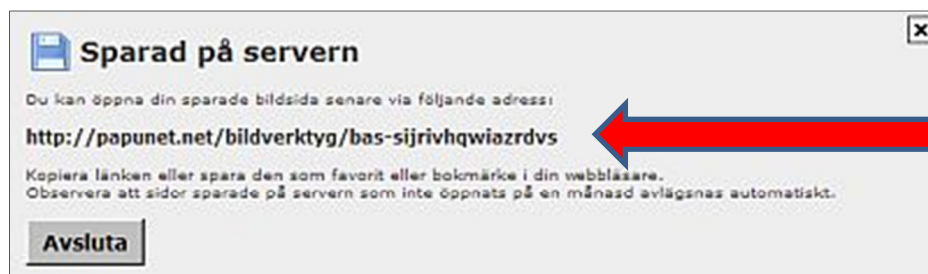 Sparad på servern
Du kan öppna din sparade bildsida senare via följande adress:
http://papunet.net/bildverktyg/bas-sijrivhqwiazrdvs
Kopiera länken eller spara den som favorit eller bokmärke i din webbläsare.
Observera att sidor sparade på servern som inte öppnats på en månasd avlägsnas automatiskt.
Avsluta